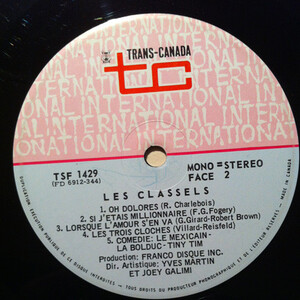 TRANS-CANADA
tc
INTERNATIONAL INTERNATIONAL
TSF 1429
(FD 6912-344)
MONO = STEREO
FACE 2
LES CLASSELS
1. OH DOLORES (R. Charlebois)
2. SI J'ETAIS MILLIONNAIRE (F.G. Fogery)
3. LORSQUE L'AMOUR S'EN VA (G.Girard-Robert Brown)
4. LES TROIS CLOCHES (Villard-Reisfeld)
5. COMEDIE: LE MEXICAIN -
LA BOLDUC - TINY TIM
Production: FRANCO DISQUE INC.
Dir. Artistique: YVES MARTIN
ET JOEY GALIMI
MADE IN CANADA